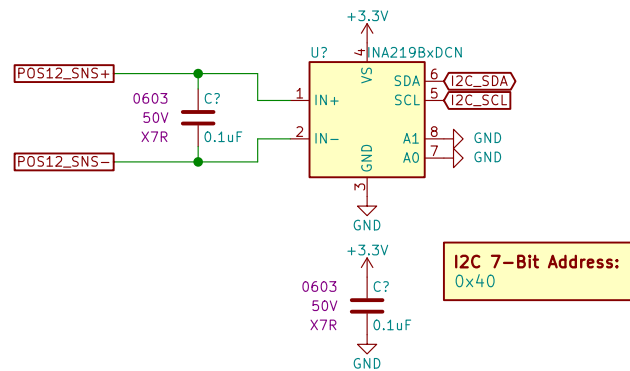 +3.3V
U?
INA219BxDCN
4
VS
POS12_SNS+
6
SDA
I2C_SDA
0603
C?
1
IN+
SCL
5
I2C_SCL
50V
X7R
0.1uF
2
IN-
A1
8
GND
POS12_SNS-
A0
7
GND
GND
3
GND
+3.3V
I2C 7-Bit Address:
0x40
0603
C?
50V
X7R
0.1uF
GND